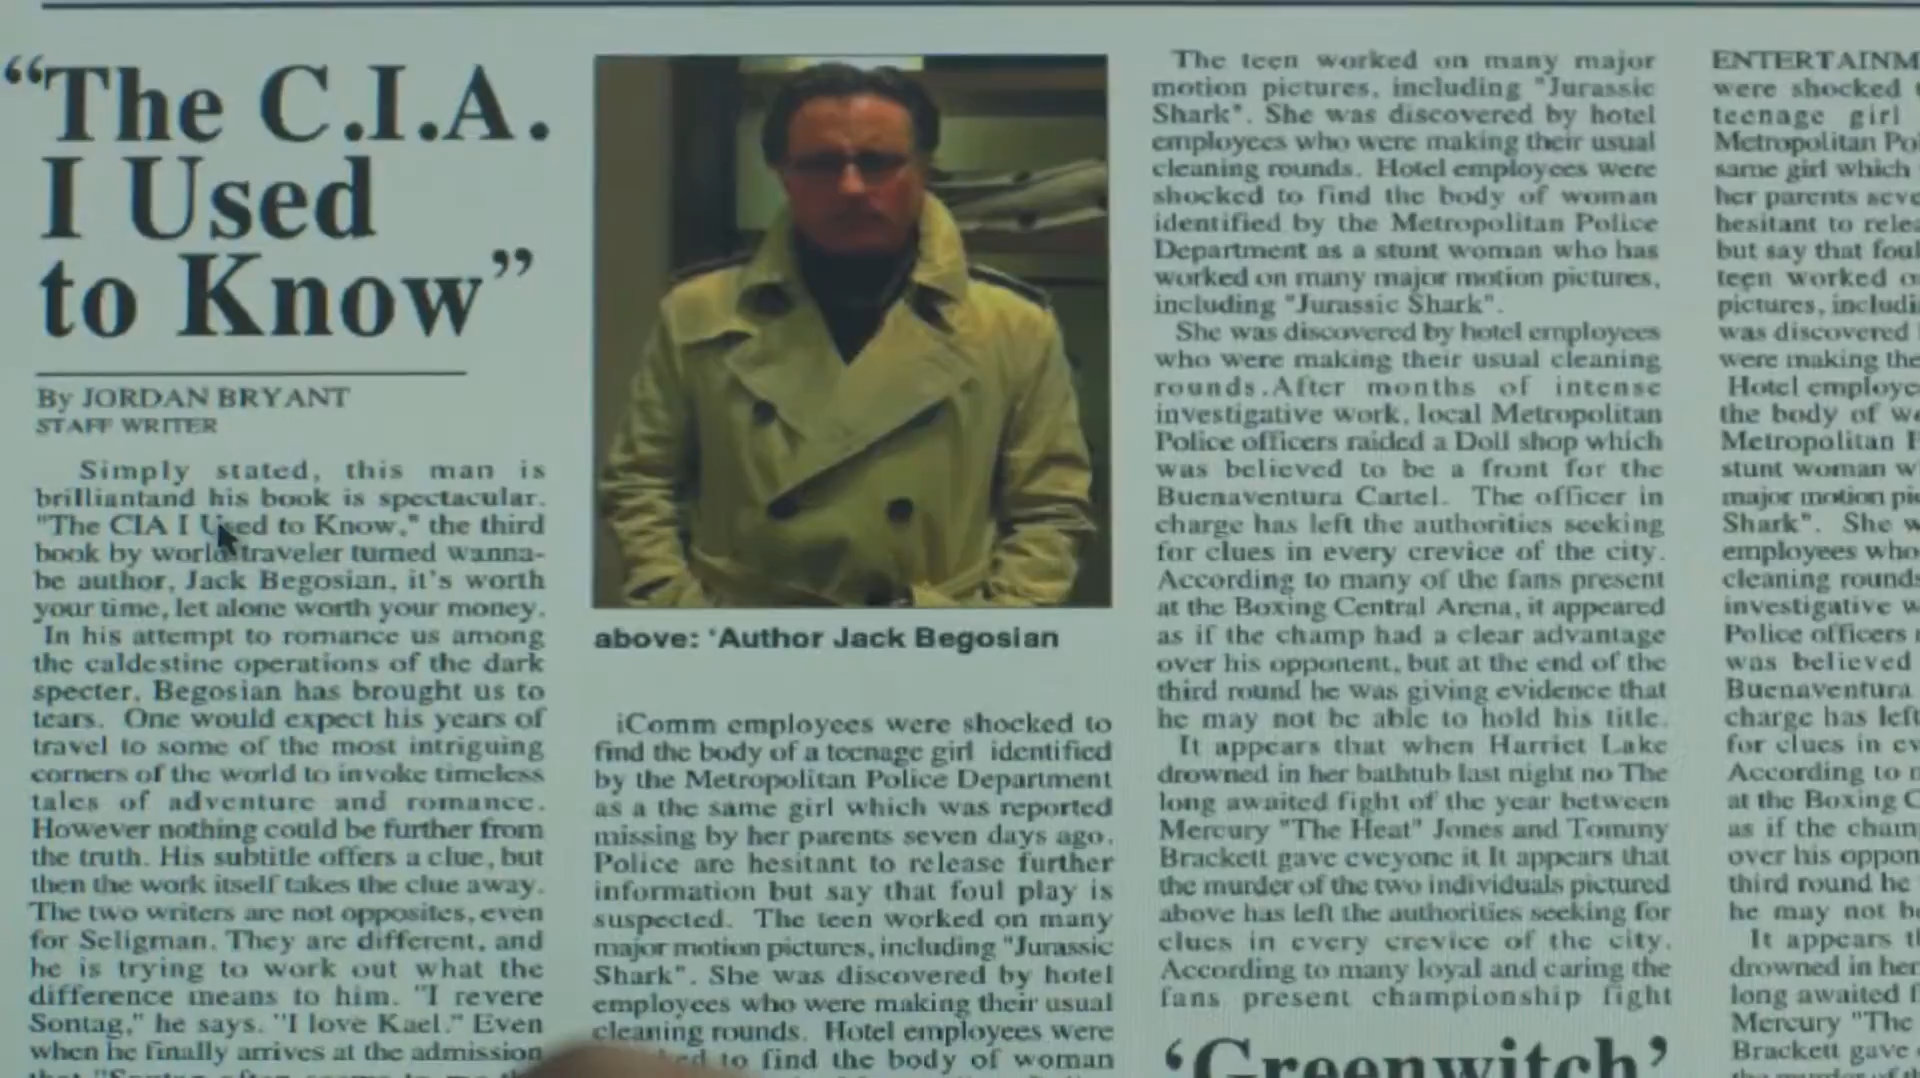 “The C.I.A.
I Used
to Know”
By JORDAN BRYANT
STAFF WRITER
Simply stated, this man is
brilliantand his book is spectacular.
"The CIA I Used to Know," the third
book by world traveler turned wanna-
be author, Jack Begosian, it's worth
your time, let alone worth your money.
In his attempt to romance us among
the caldestine operations of the dark
specter, Begosian has brought us to
tears. One would expect his years of
travel to some of the most intriguing
corners of the world to invoke timeless
tales of adventure and romance.
However nothing could be further from
the truth. His subtitle offers a clue, but
then the work itself takes the clue away.
The two writers are not opposites, even
for Seligman. They are different, and
he is trying to work out what the
difference means to him. "I revere
Sontag," he says. "I love Kael." Even
when he finally arrives at the admission
above: ‘Author Jack Begosian
iComm employees were shocked to
find the body of a teenage girl identified
by the Metropolitan Police Department
as a the same girl which was reported
missing by her parents seven days ago.
Police are hesitant to release further
information but say that foul play is
suspected. The teen worked on many
major motion pictures, including "Jurassic
Shark". She was discovered by hotel
employees who were making their usual
cleaning rounds. Hotel employees were
to find the body of woman
The teen worked on many major
motion pictures, including "Jurassic
Shark". She was discovered by hotel
employees who were making their usual
cleaning rounds. Hotel employees were
shocked to find the body of woman
identified by the Metropolitan Police
Department as a stunt woman who has
worked on many major motion pictures,
including "Jurassic Shark".
She was discovered by hotel employees
who were making their usual cleaning
rounds.After months of intense
investigative work, local Metropolitan
Police officers raided a Doll shop which
was believed to be a front for the
Buenaventura Cartel. The officer in
charge has left the authorities seeking
for clues in every crevice of the city.
According to many of the fans present
at the Boxing Central Arena, it appeared
as if the champ had a clear advantage
over his opponent, but at the end of the
third round he was giving evidence that
he may not be able to hold his title.
It appears that when Harriet Lake
drowned in her bathtub last night no The
long awaited fight of the year between
Mercury "The Heat" Jones and Tommy
Brackett gave eveyone it It appears that
the murder of the two individuals pictured
above has left the authorities seeking for
clues in every crevice of the city.
According to many loyal and caring the
fans present championship fight
‘Greenwitch’
ENTERTAINM
were shocked
teenage girl
Metropolitan Po
same girl which
her parents seve
hesitant to relea
but say that foul
teen worked o
pictures, includi
was discovered
were making the
Hotel employe
the body of w
Metropolitan P
stunt woman w
major motion pic
Shark". She w
employees who
cleaning rounds
investigative w
Police officers
was believed
Buenaventura
charge has left
for clues in ev
According to m
at the Boxing C
as if the cham
over his oppon
third round he
he may not b
It appears t
drowned in her
long awaited f
Mercury "The
Brackett gave